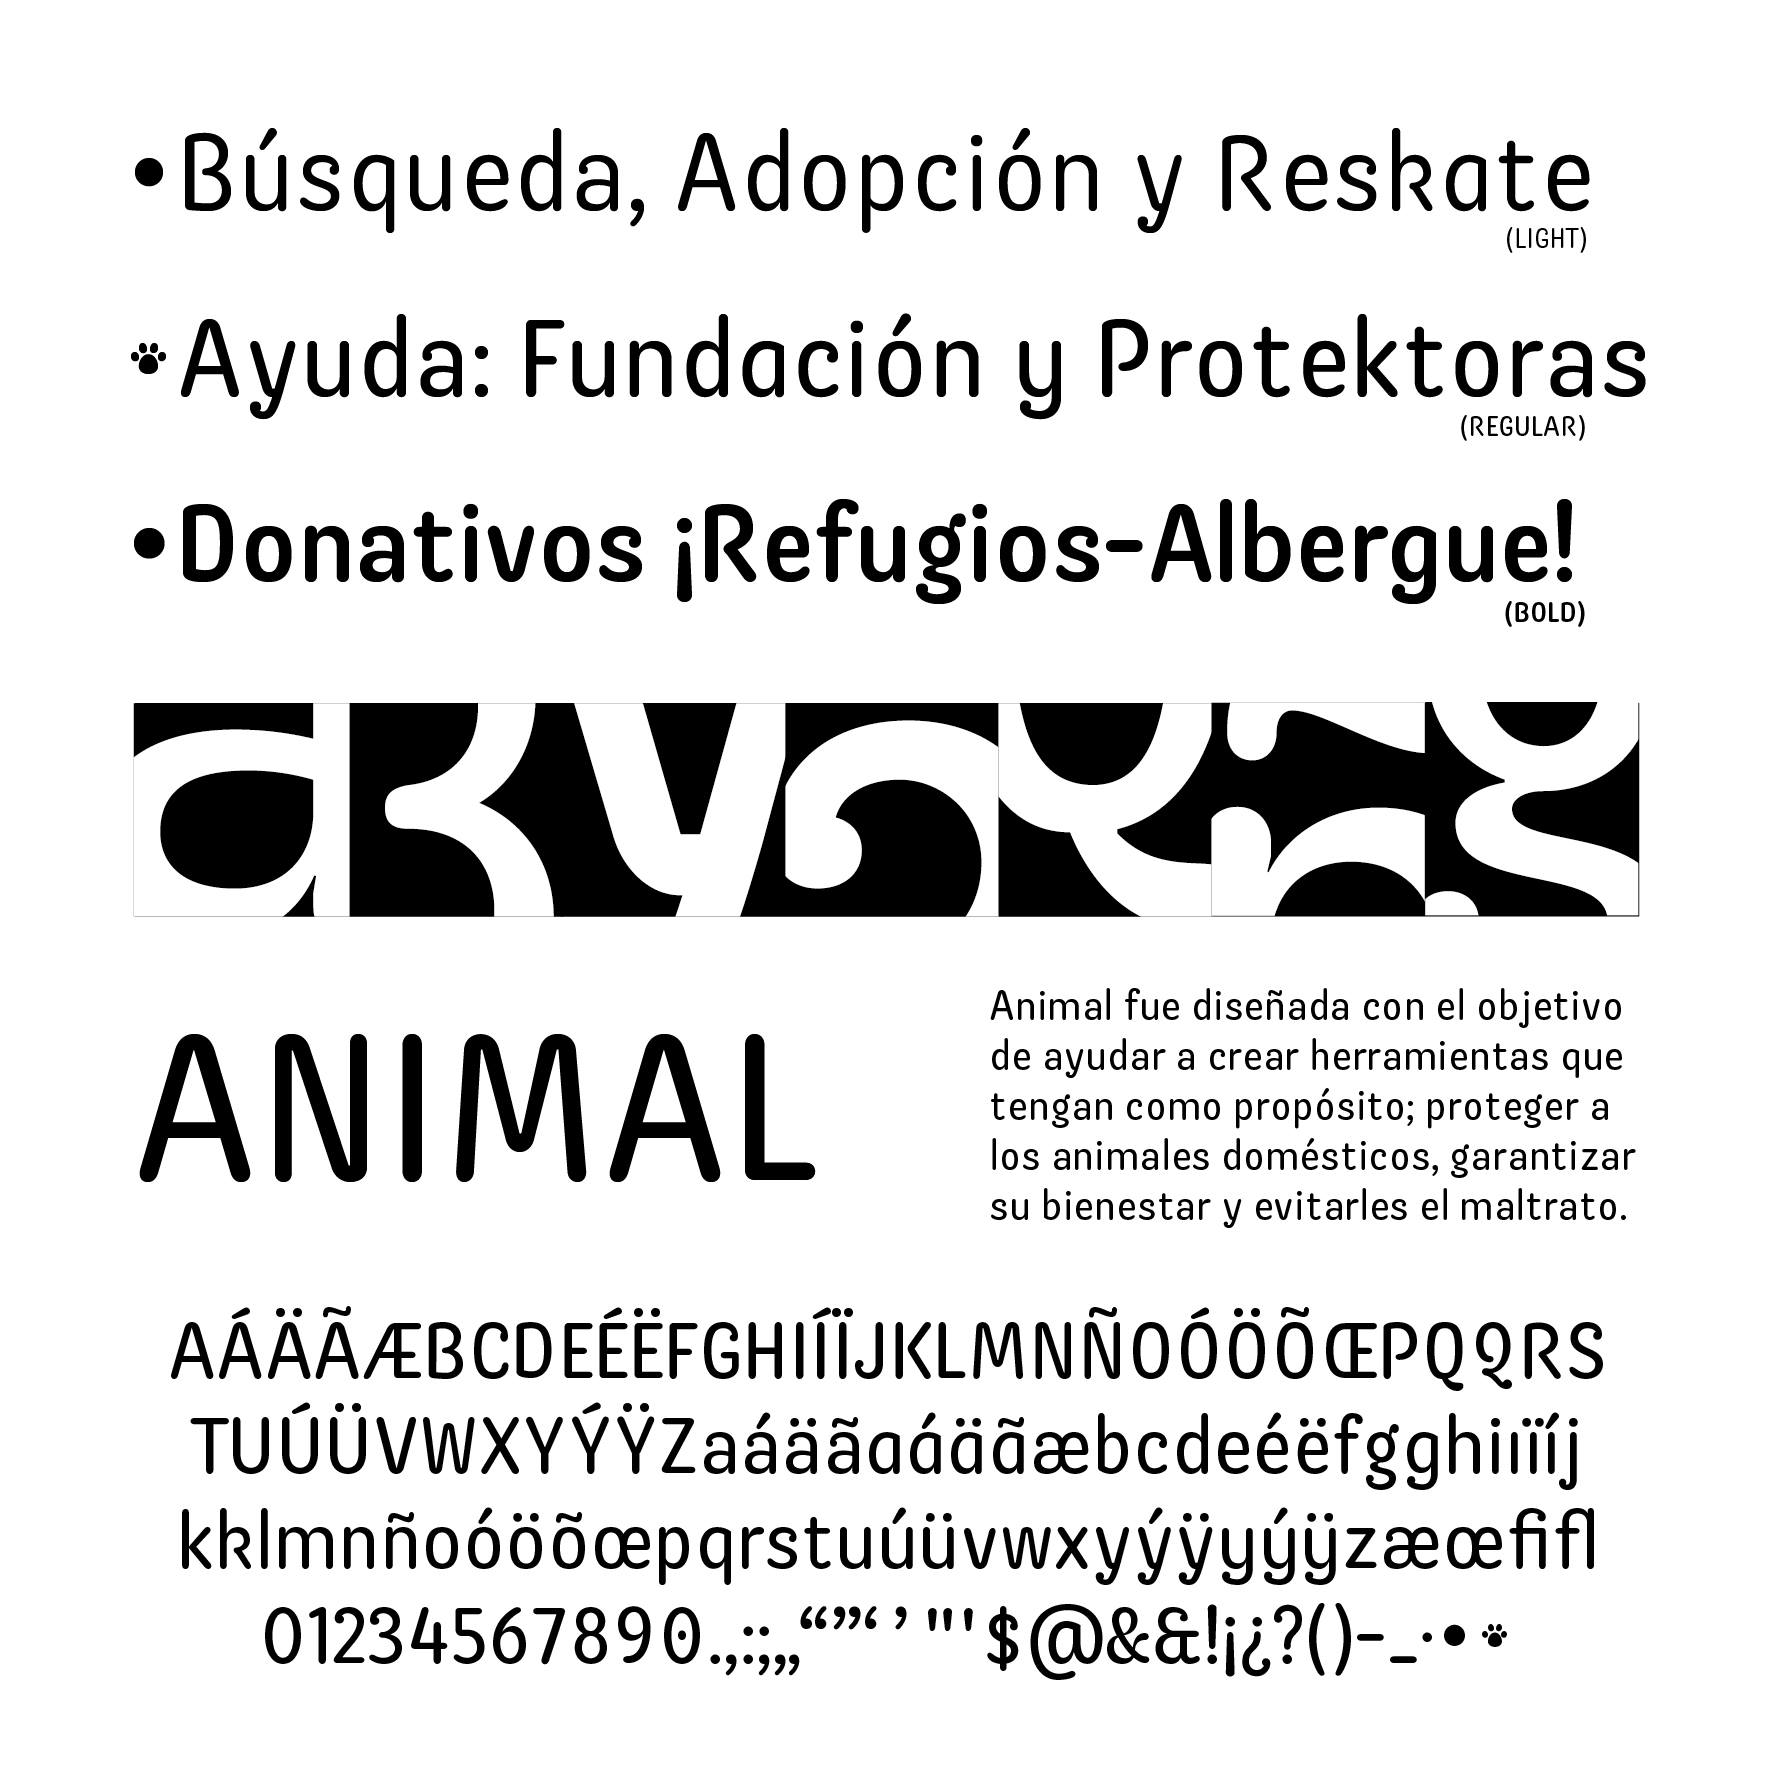 •Búsqueda, Adopción y Reskate
(LIGHT)
Ayuda: Fundación y Protektoras
(REGULAR)
•Donativos ¡Refugios-Albergue!
(BOLD)
ANIMAL
Animal fue diseñada con el objetivo
de ayudar a crear herramientas que
tengan como propósito; proteger a
los animales domésticos, garantizar
su bienestar y evitarles el maltrato.
AÁÄÃÆBCDEÉËFGHIÍÏJKLMNÑOÓÖÕŒPQQRS
TUÚÜVWXYÝŸZaáäãaáäãæbcdeéëfgghiıïíj
kklmnñoóöõœpqrstuúüvwxyýÿyýÿzæœfifl
01234567890.,:;„“”“‘’"'$@&&!¡¿?()-_·•